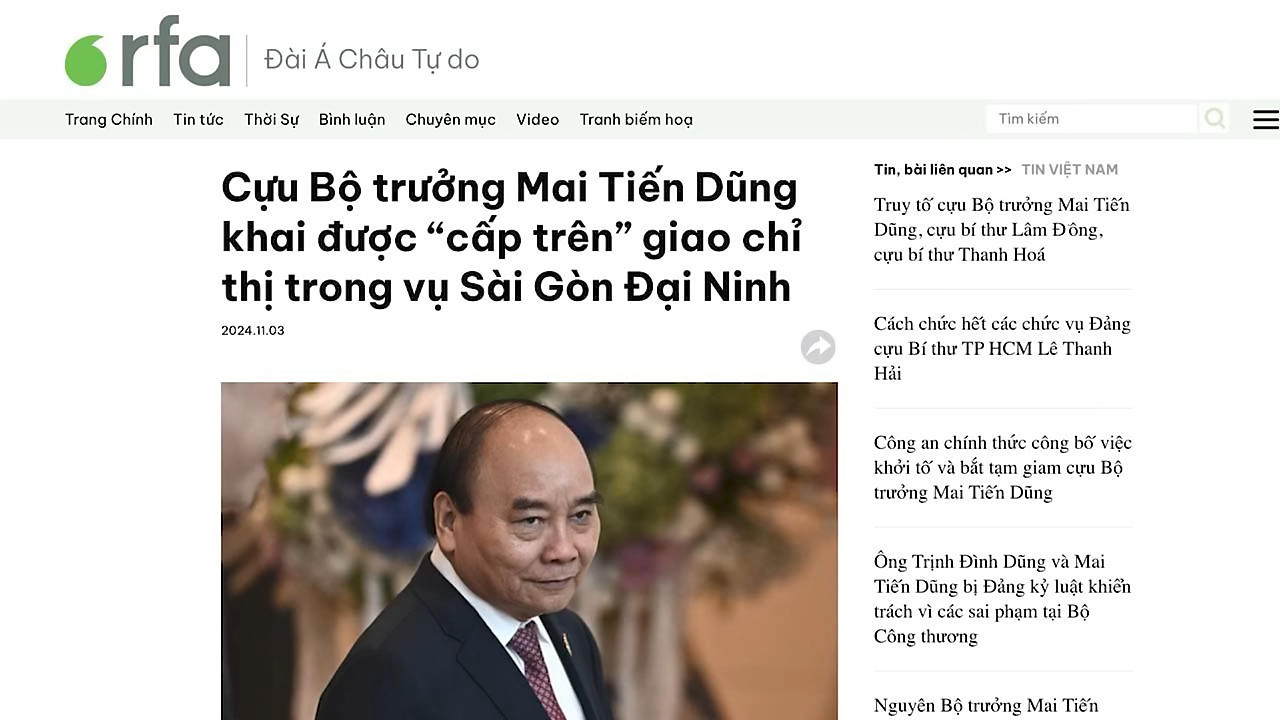 rfa Đài Á Châu Tự do
Trang Chính Tin tức Thời Sự Bình luận Chuyên mục Video Tranh biếm hoạ Tìm kiếm
Cựu Bộ trưởng Mai Tiến Dũng
khai được “cấp trên” giao chỉ
thị trong vụ Sài Gòn Đại Ninh
2024.11.03
Tin, bài liên quan >> TIN VIỆT NAM
Truy tố cựu Bộ trưởng Mai Tiến
Dũng, cựu bí thư Lâm Đồng,
cựu bí thư Thanh Hoá
Cách chức hết các chức vụ Đảng
cựu Bí thư TP HCM Lê Thanh
Hải
Công an chính thức công bố việc
khởi tố và bắt tạm giam cựu Bộ
trưởng Mai Tiến Dũng
Ông Trịnh Đình Dũng và Mai
Tiến Dũng bị Đảng kỷ luật khiển
trách vì các sai phạm tại Bộ
Công thương
Nguyên Bộ trưởng Mai Tiến